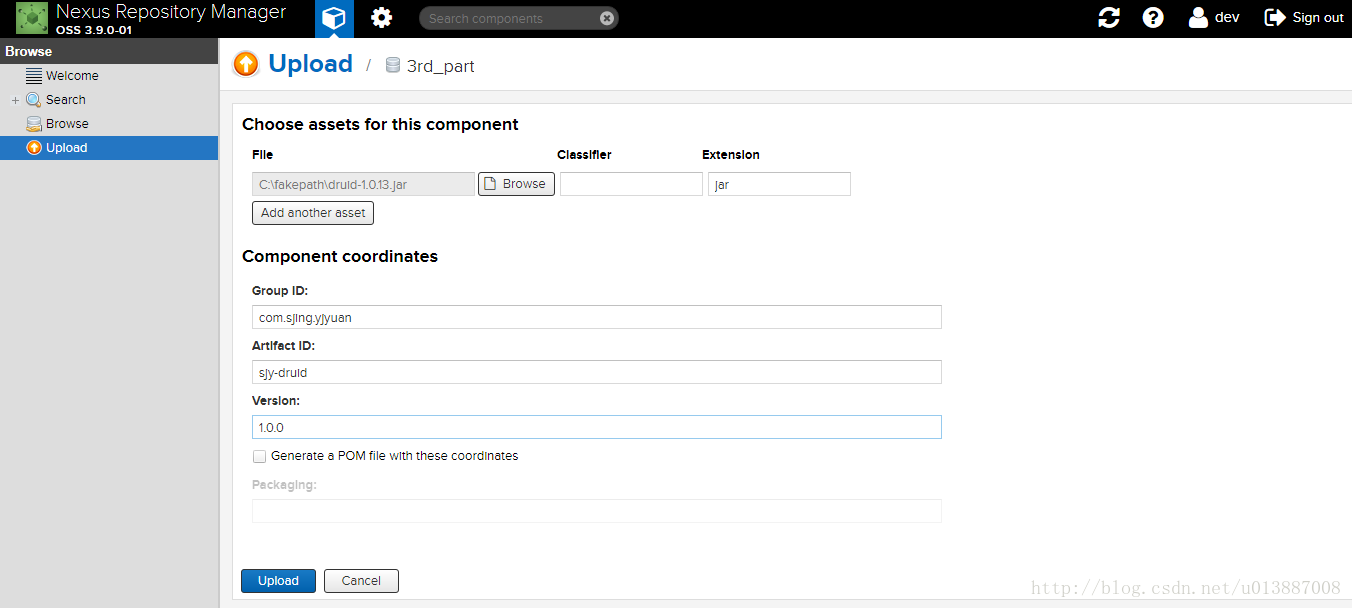 Nexus Repository Manager
OSS 3.9.0-01
Search components
dev
Sign out
Browse
Welcome
Search
Browse
Upload
Upload / 3rd_part
Choose assets for this component
File Classifier Extension
C:\fakepath\druid-1.0.13.jar Browse jar
Add another asset
Component coordinates
Group ID:
com.sjing.yjyuan
Artifact ID:
sjy-druid
Version:
1.0.0
Generate a POM file with these coordinates
Packaging:
Upload Cancel
http://blog.csdn.net/u013887008